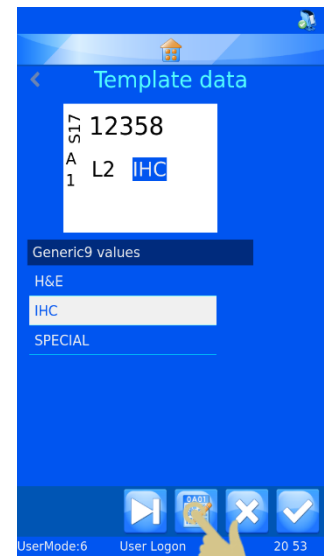 Template data
S17 12358
A
1 L2 IHC
Generic9 values
H&E
IHC
SPECIAL
0A01
UserMode:6 User Logon 20 53